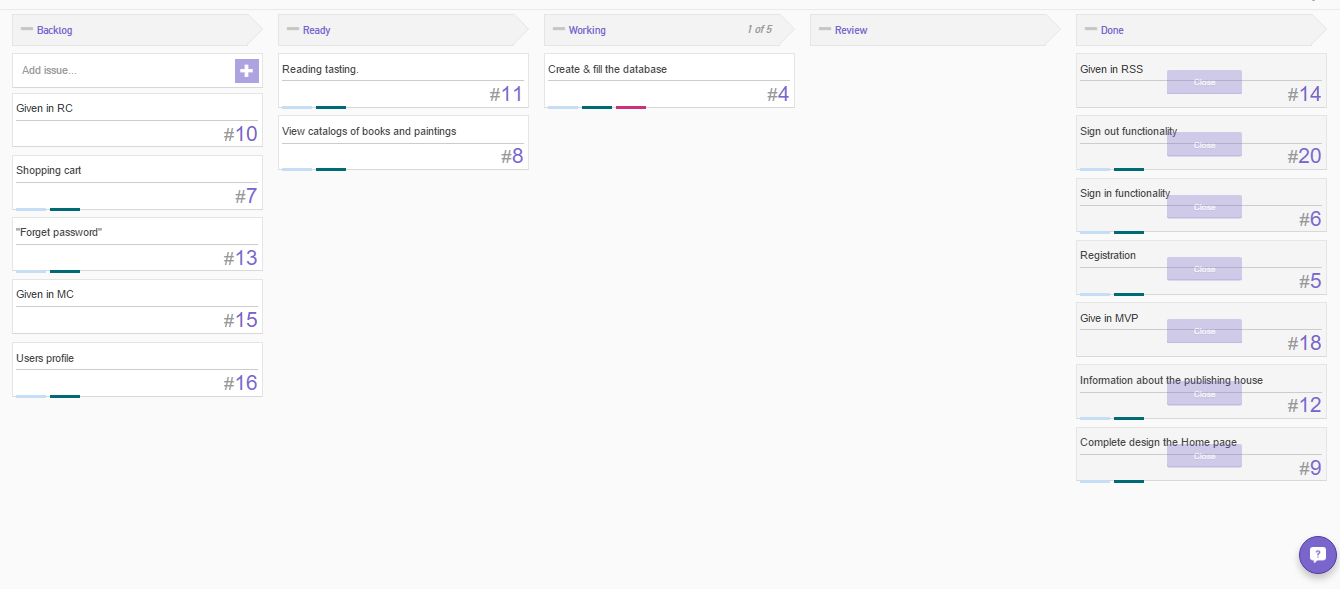 Backlog
Add issue...
Given in RC
#10
Shopping cart
#7
"Forget password"
#13
Given in MC
#15
Users profile
#16
Ready
Reading tasting.
#11
View catalogs of books and paintings
#8
Working
1 of 5
Create & fill the database
#4
Review
Done
Given in RSS
Close
#14
Sign out functionality
Close
#20
Sign in functionality
Close
#6
Registration
Close
#5
Give in MVP
Close
#18
Information about the publishing house
Close
#12
Complete design the Home page
Close
#9
?